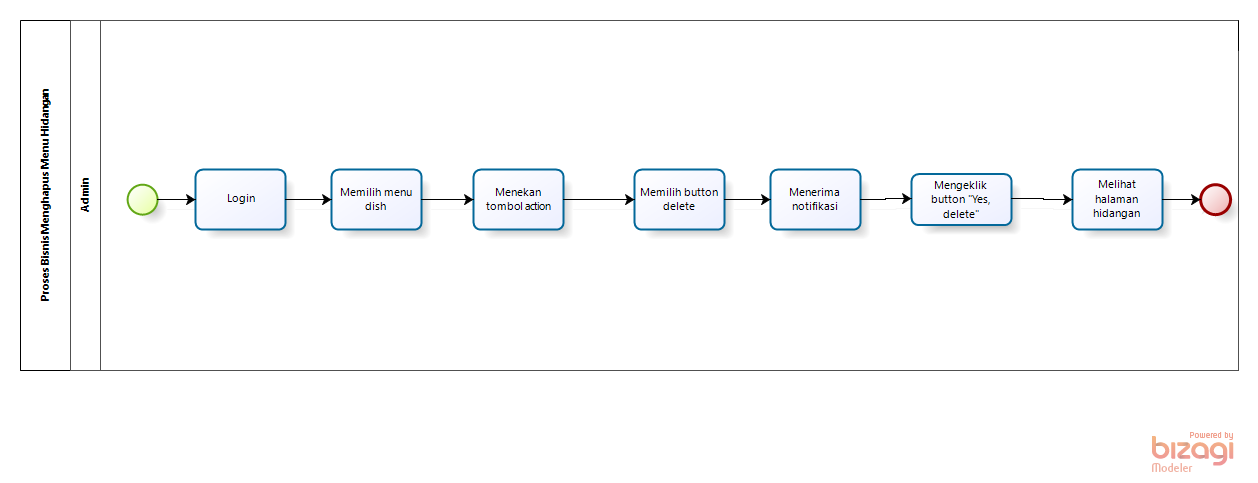 Proses Bisnis Menghapus Menu Hidangan
Admin
Login
Memilih menu
dish
Menekan
tombol action
Memilih button
delete
Menerima
notifikasi
Mengeklik
button "Yes,
delete"
Melihat
halaman
hidangan
Powered by
bizagi
Modeler